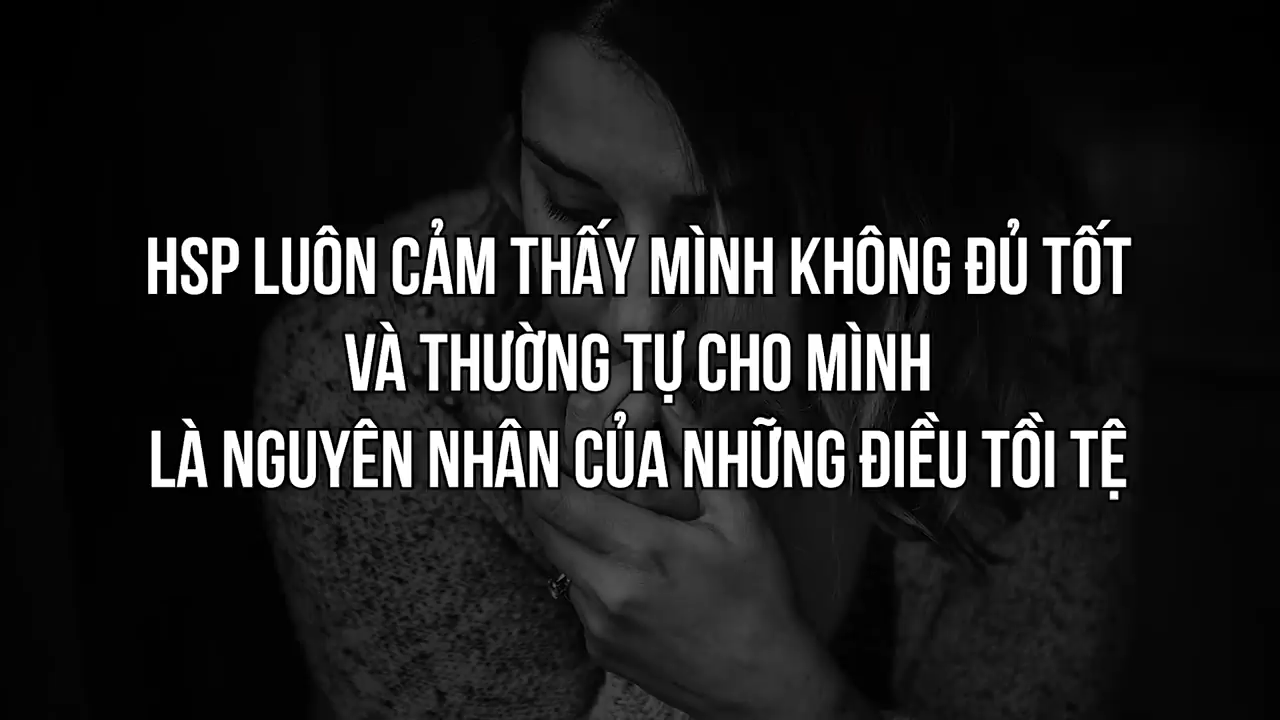 HSP LUÔN CẢM THẤY MÌNH KHÔNG ĐỦ TỐT
VÀ THƯỜNG TỰ CHO MÌNH
LÀ NGUYÊN NHÂN CỦA NHỮNG ĐIỀU TỒI TỆ